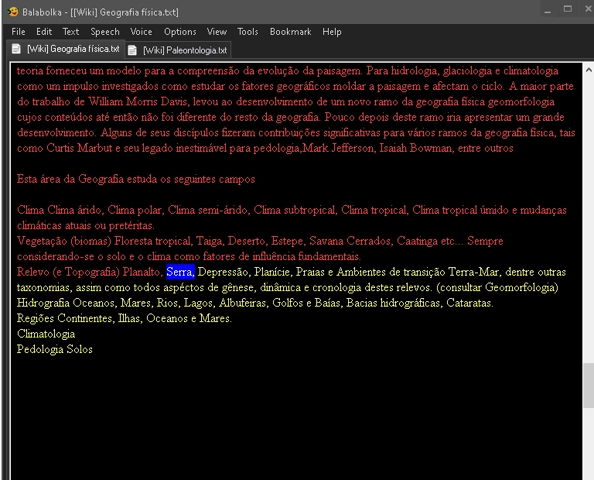 Balabolka - [[Wiki] Geografia física.txt]
File Edit Text Speech Voice Options View Tools Bookmark Help
[Wiki] Geografia física.txt [Wiki] Paleontologia.txt
teoria forneceu um modelo para a compreensão da evolução da paisagem. Para hidrologia, glaciologia e climatologia
como um impulso investigados como estudar os fatores geográficos moldar a paisagem e afectam o ciclo. A maior parte
do trabalho de William Morris Davis, levou ao desenvolvimento de um novo ramo da geografia física geomorfologia
cujos conteúdos até então não foi diferente do resto da geografia. Pouco depois deste ramo iria apresentar um grande
desenvolvimento. Alguns de seus discípulos fizeram contribuições significativas para vários ramos da geografia física, tais
como Curtis Marbut e seu legado inestimável para pedologia,Mark Jefferson, Isaiah Bowman, entre outros
Esta área da Geografia estuda os seguintes campos
Clima Clima árido, Clima polar, Clima semi-árido, Clima subtropical, Clima tropical, Clima tropical úmido e mudanças
climáticas atuais ou pretéritas.
Vegetação (biomas) Floresta tropical, Taiga, Deserto, Estepe, Savana Cerrados, Caatinga etc... Sempre
considerando-se o solo e o clima como fatores de influência fundamentais.
Relevo (e Topografia) Planalto, Serra, Depressão, Planície, Praias e Ambientes de transição Terra-Mar, dentre outras
taxonomias, assim como todos aspéctos de gênese, dinâmica e cronologia destes relevos. (consultar Geomorfologia)
Hidrografia Oceanos, Mares, Rios, Lagos, Albufeiras, Golfos e Baías, Bacias hidrográficas, Cataratas.
Regiões Continentes, Ilhas, Oceanos e Mares.
Climatologia
Pedologia Solos